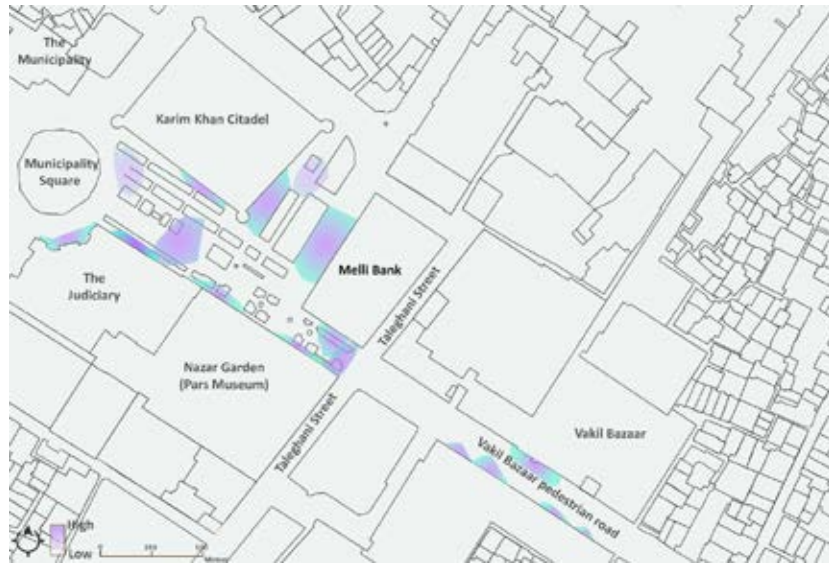 The
Municipality
Karim Khan Citadel
Municipality
Square
Melli Bank
The
Judiciary
Taleghani Street
Nazar Garden
(Pars Museum)
Taleghani Street
Vakil Bazaar
Vakil Bazaar pedestrian road
High
Low
0